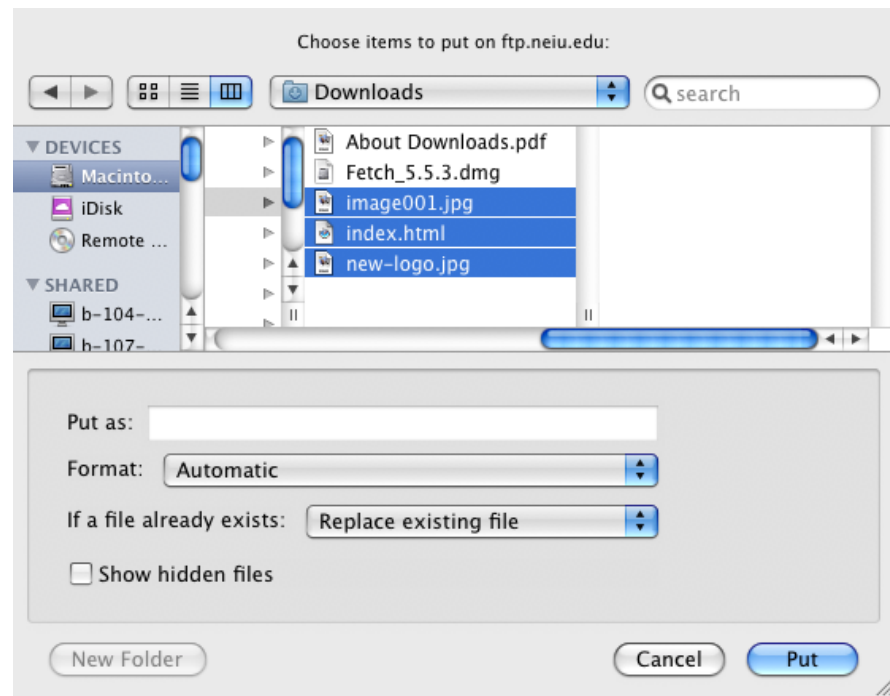 Choose items to put on ftp.neiu.edu:
Downloads
search
DEVICES
Macinto...
iDisk
Remote ...
SHARED
b-104-...
b-107-
About Downloads.pdf
Fetch_5.5.3.dmg
image001.jpg
index.html
new-logo.jpg
Put as:
Format: Automatic
If a file already exists: Replace existing file
Show hidden files
New Folder Cancel Put